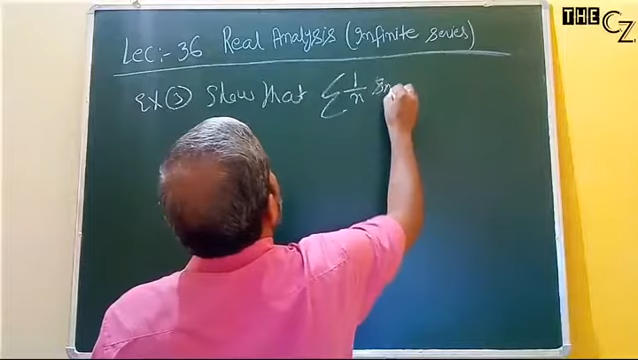 Lec:- 36 Real Analysis (Infinite series)
Ex (3) Show that ∑ 1/n
THE CZ.